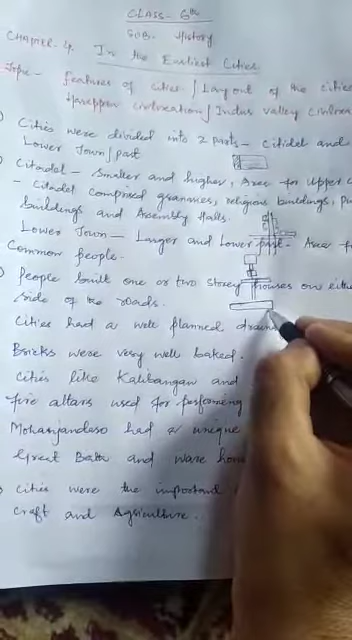 CLASS- 6th
SUB. History
CHAPTER-4. In the Earliest Cities
Topic- Features of cities / Layout of the cities
Harappan civilization / Indus valley
Cities were divided into 2 parts - Citidel and
Lower Town/part
Citadel - Smaller and higher, Area for upper
- Citadel comprised granaries, religious buildings,
buildings and Assembly Halls.
Lower Town - Larger and Lower part. Area
Common people.
People built one or two storey houses on either
side of the roads.
Cities had a well planned
Bricks were very well baked.
Cities like Kalibangan and
fire altars used for performing
had a unique
Great Bath and ware
Cities were the important
craft and Agriculture.